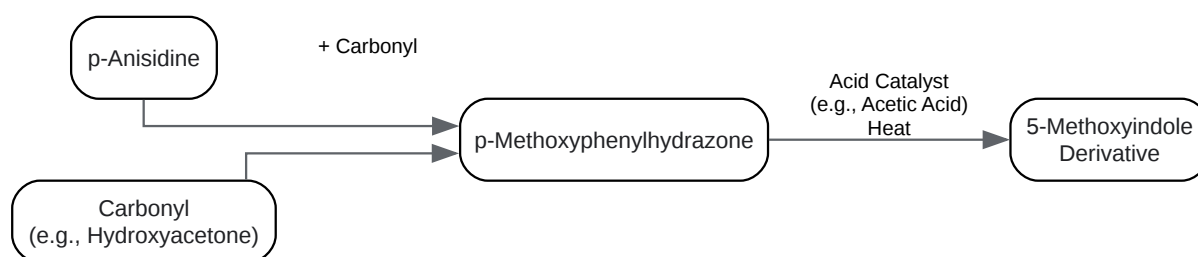 p-Anisidine
+ Carbonyl
Acid Catalyst
(e.g., Acetic Acid)
Heat
p-Methoxyphenylhydrazone
5-Methoxyindole
Derivative
Carbonyl
(e.g., Hydroxyacetone)